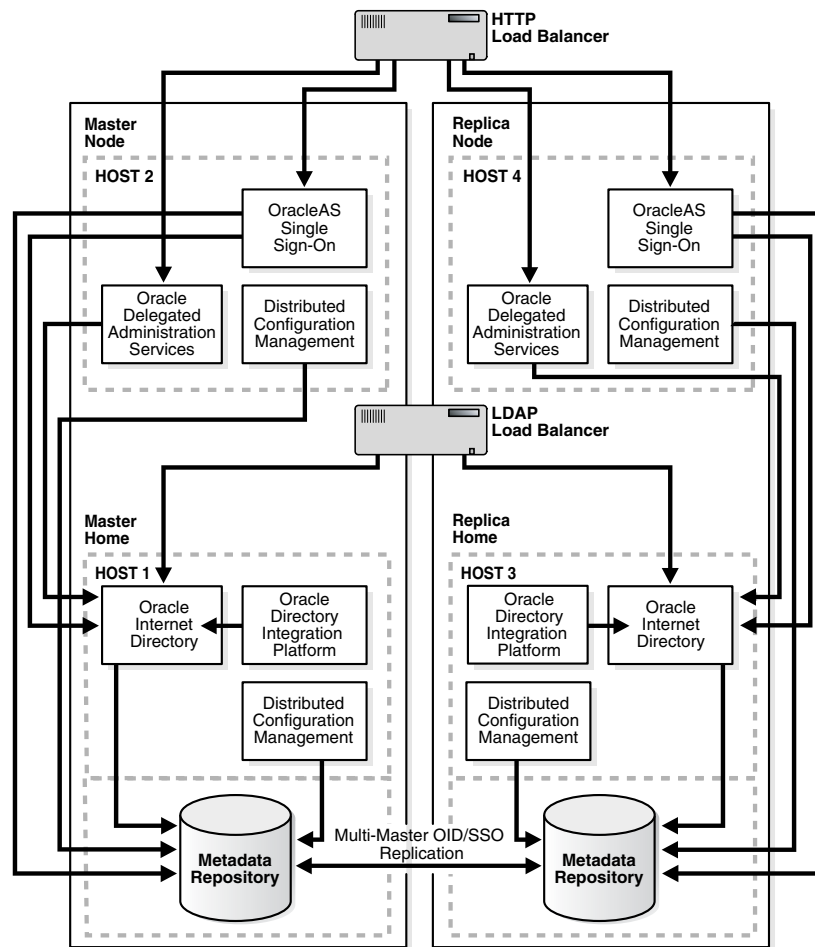 HTTP
Load Balancer
Master
Node
HOST 2
OracleAS
Single
Sign-On
Oracle
Delegated
Administration
Services
Distributed
Configuration
Management
Replica
Node
HOST 4
OracleAS
Single
Sign-On
Oracle
Delegated
Administration
Services
Distributed
Configuration
Management
LDAP
Load Balancer
Master
Home
HOST 1
Oracle
Internet
Directory
Oracle
Directory
Integration
Platform
Distributed
Configuration
Management
Metadata
Repository
Replica
Home
HOST 3
Oracle
Directory
Integration
Platform
Oracle
Internet
Directory
Distributed
Configuration
Management
Multi-Master OID/SSO
Replication
Metadata
Repository